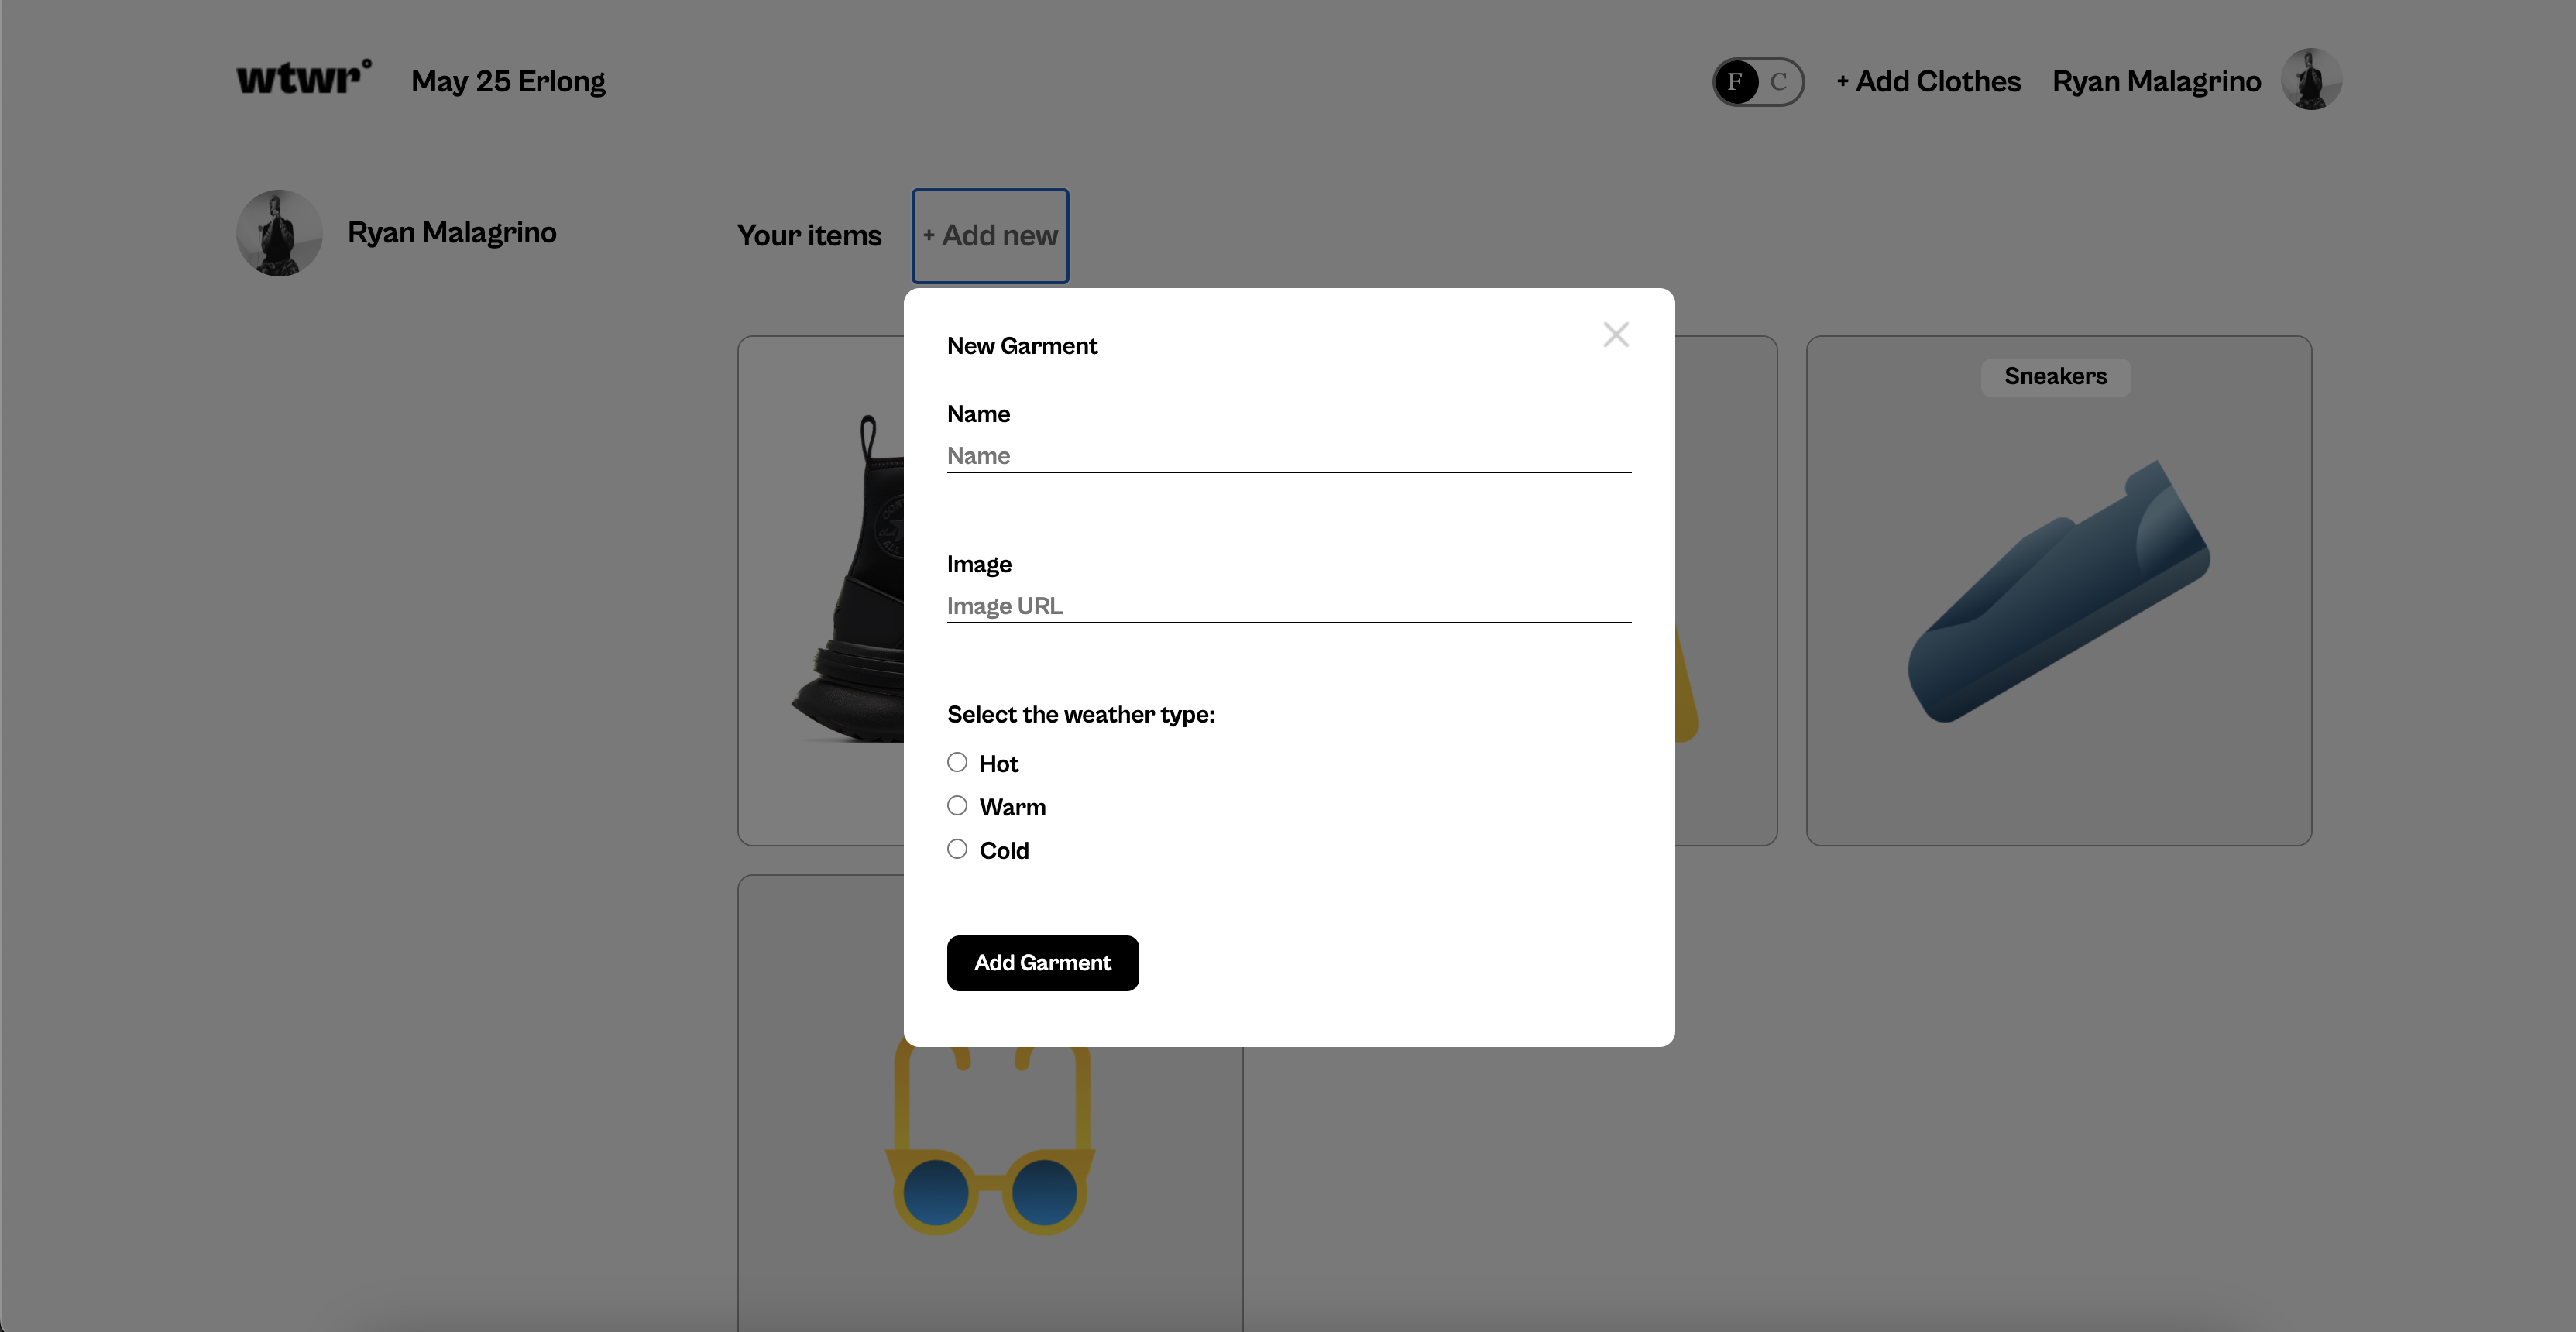 wtwr°
May 25 Erlong
F C
+ Add Clothes
Ryan Malagrino
Ryan Malagrino
Your items
+ Add new
New Garment
Name
Name
Image
Image URL
Select the weather type:
Hot
Warm
Cold
Add Garment
Sneakers